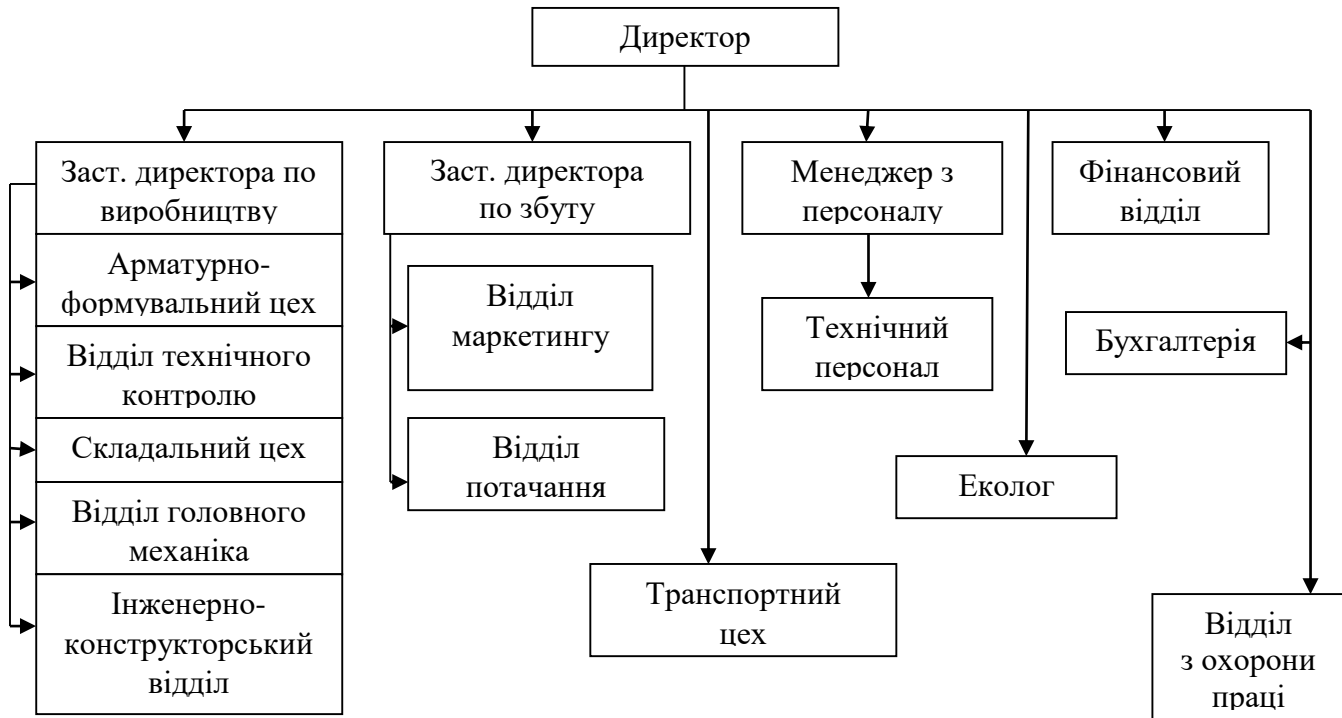 Директор
Заст. директора по
виробництву
Заст. директора
по збуту
Менеджер з
персоналу
Фінансовий
відділ
Арматурно-
формувальний цех
Відділ технічного
контролю
Складальний цех
Відділ головного
механіка
Інженерно-
конструкторський
відділ
Відділ
маркетингу
Відділ
потачання
Технічний
персонал
Бухгалтерія
Еколог
Транспортний
цех
Відділ
з охорони
праці